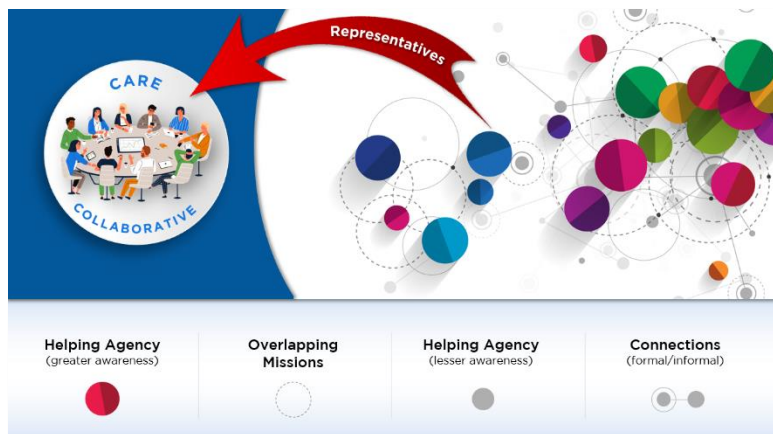 Representatives
CARE
COLLABORATIVE
Helping Agency
(greater awareness)
Overlapping
Missions
Helping Agency
(lesser awareness)
Connections
(formal/informal)